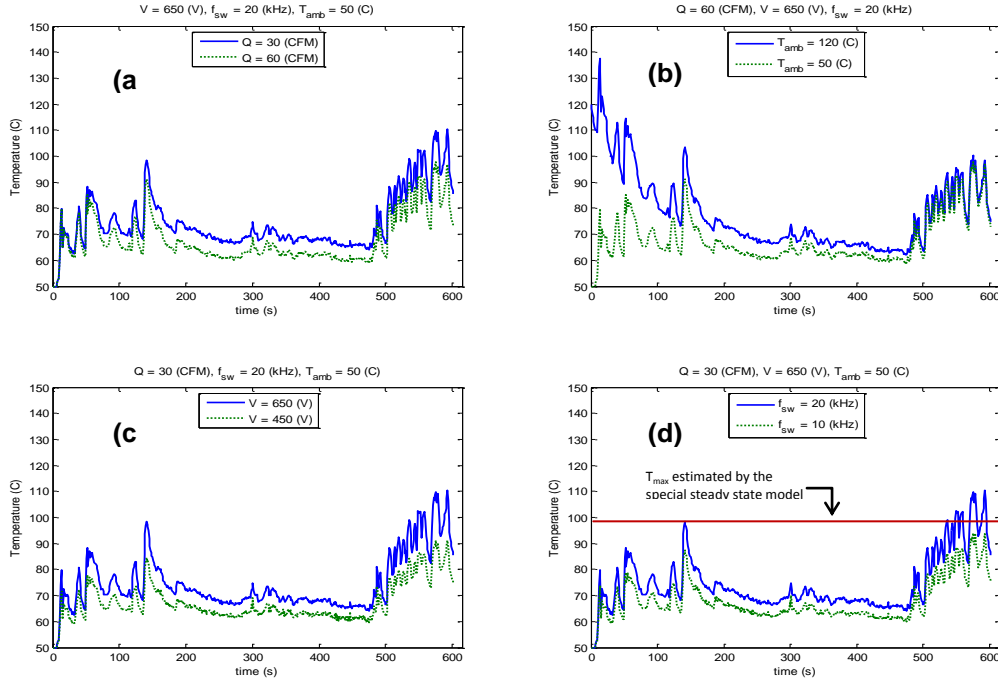 V = 650 (V), f_sw = 20 (kHz), T_amb = 50 (C)
Q = 30 (CFM)
Q = 60 (CFM)
(a
Temperature (C)
150
140
130
120
110
100
90
80
70
60
50
0 100 200 300 400 500 600
time (s)
Q = 60 (CFM), V = 650 (V), f_sw = 20 (kHz)
T_amb = 120 (C)
T_amb = 50 (C)
(b)
Temperature (C)
150
140
130
120
110
100
90
80
70
60
50
0 100 200 300 400 500 600
time (s)
Q = 30 (CFM), f_sw = 20 (kHz), T_amb = 50 (C)
V = 650 (V)
V = 450 (V)
(c
Temperature (C)
150
140
130
120
110
100
90
80
70
60
50
0 100 200 300 400 500 600
time (s)
Q = 30 (CFM), V = 650 (V), T_amb = 50 (C)
f_sw = 20 (kHz)
f_sw = 10 (kHz)
(d)
T_max estimated by the
special steady state model
Temperature (C)
150
140
130
120
110
100
90
80
70
60
50
0 100 200 300 400 500 600
time (s)